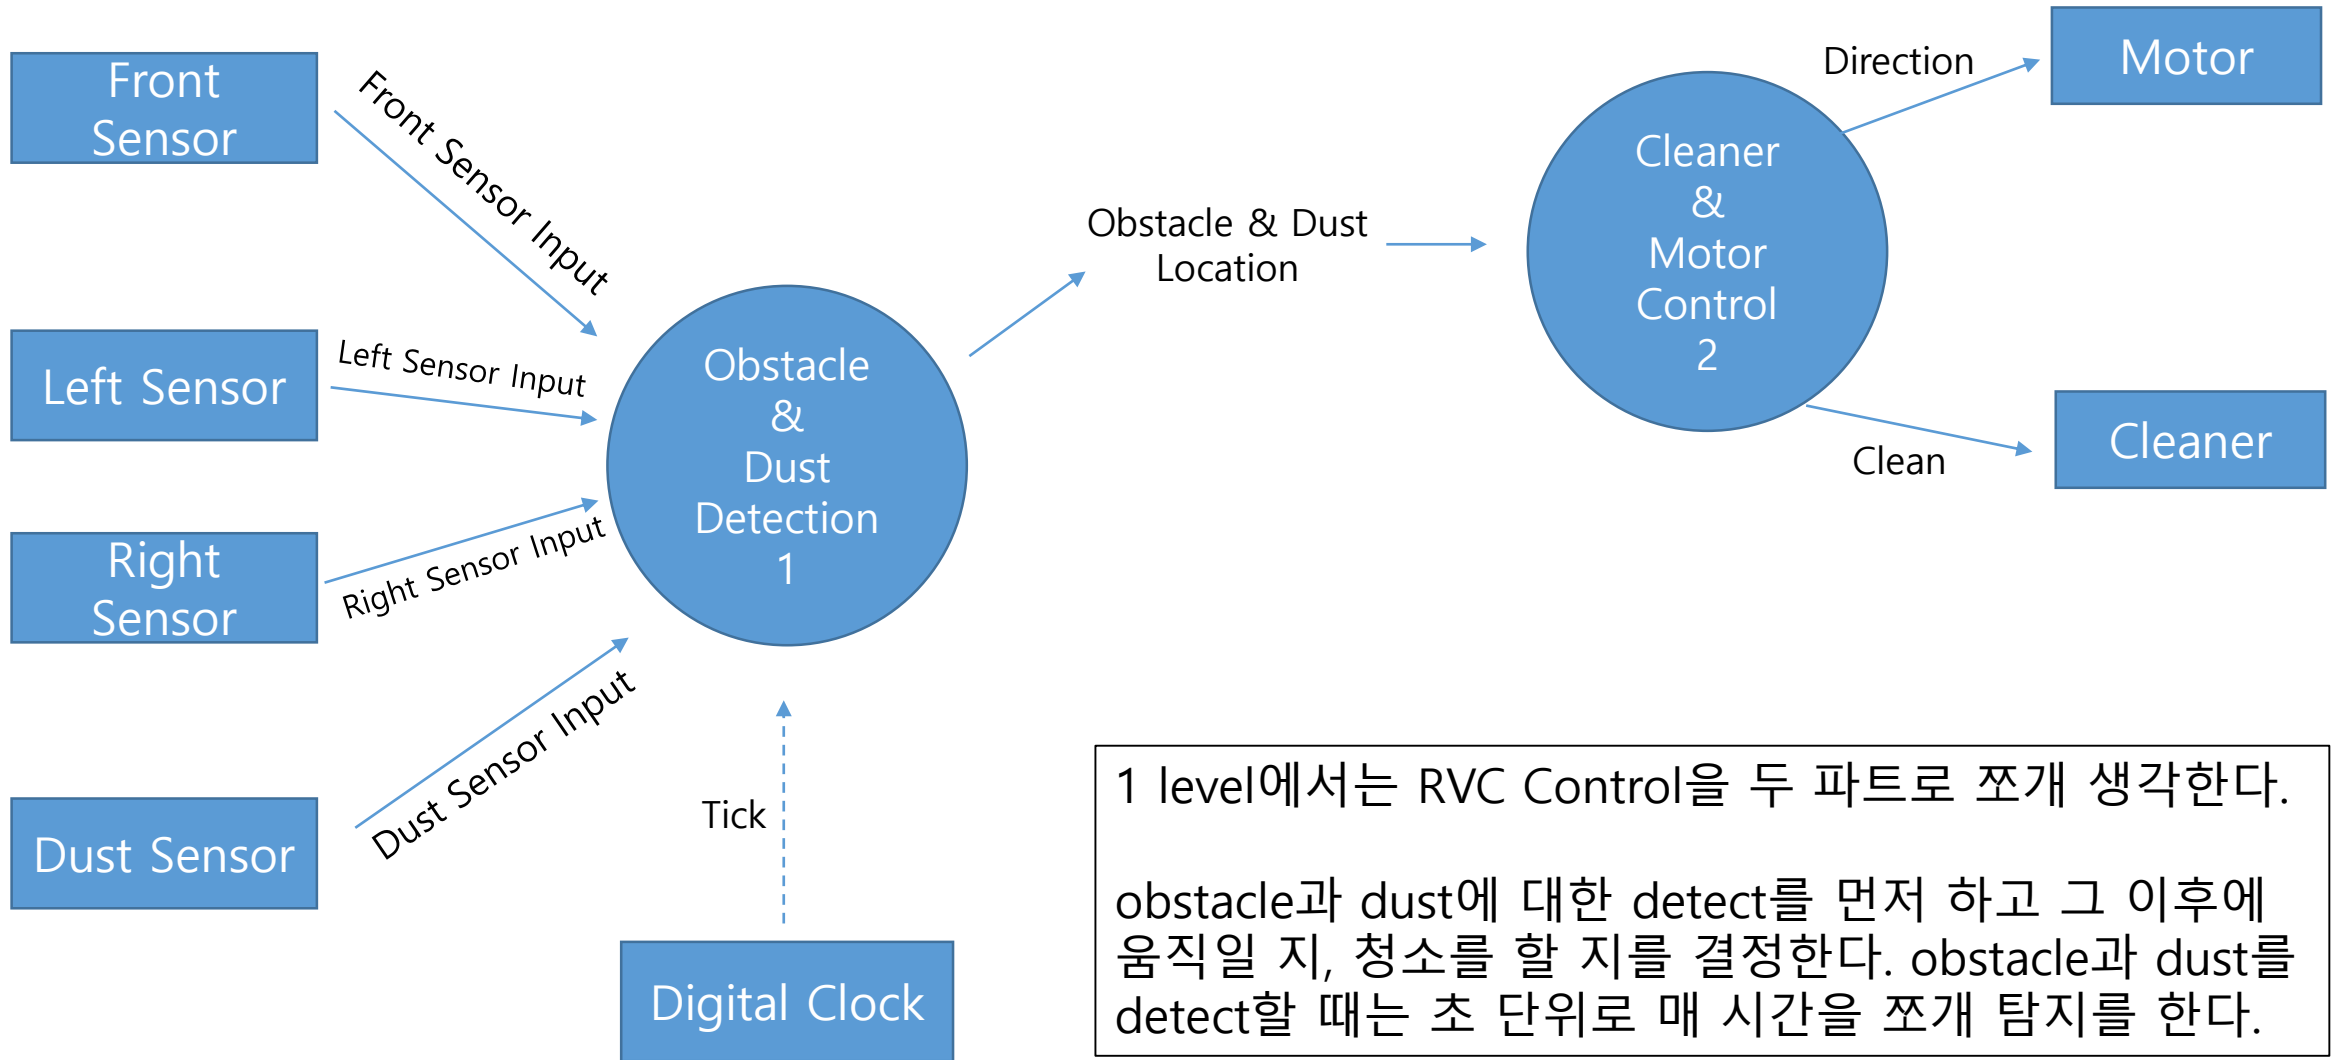 Front
Sensor
Front Sensor Input
Left Sensor
Left Sensor Input
Right
Sensor
Right Sensor Input
Dust Sensor
Dust Sensor Input
Obstacle
&
Dust
Detection
1
Tick
Digital Clock
Obstacle & Dust
Location
Cleaner
&
Motor
Control
2
Direction
Motor
Clean
Cleaner
1 level에서는 RVC Control을 두 파트로 쪼개 생각한다.
obstacle과 dust에 대한 detect를 먼저 하고 그 이후에
움직일 지, 청소를 할 지를 결정한다. obstacle과 dust를
detect할 때는 초 단위로 매 시간을 쪼개 탐지를 한다.